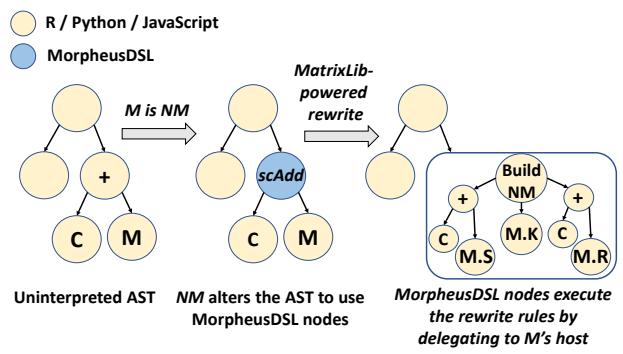 R / Python / JavaScript
MorpheusDSL
M is NM
MatrixLib-
powered
rewrite
+
C
M
scAdd
C
M
Build
NM
+
+
C
M.S
M.K
C
M.R
Uninterpreted AST
NM alters the AST to use
MorpheusDSL nodes
MorpheusDSL nodes execute
the rewrite rules by
delegating to M's host